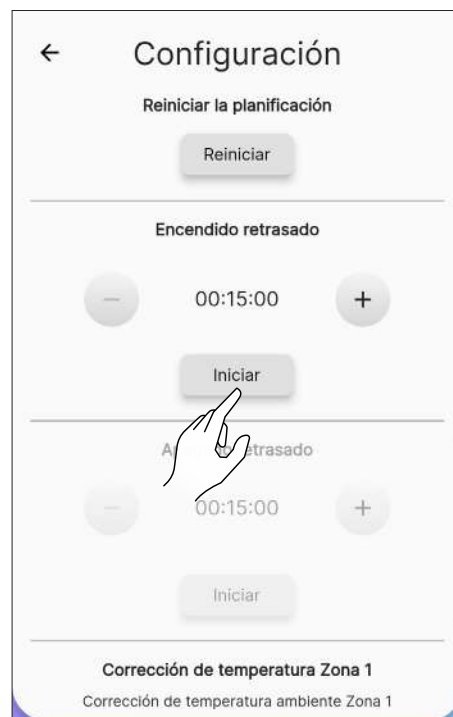 Configuración
Reiniciar la planificación
Reiniciar
Encendido retrasado
00:15:00
Iniciar
retrasado
00:15:00
Iniciar
Corrección de temperatura Zona 1
Corrección de temperatura ambiente Zona 1